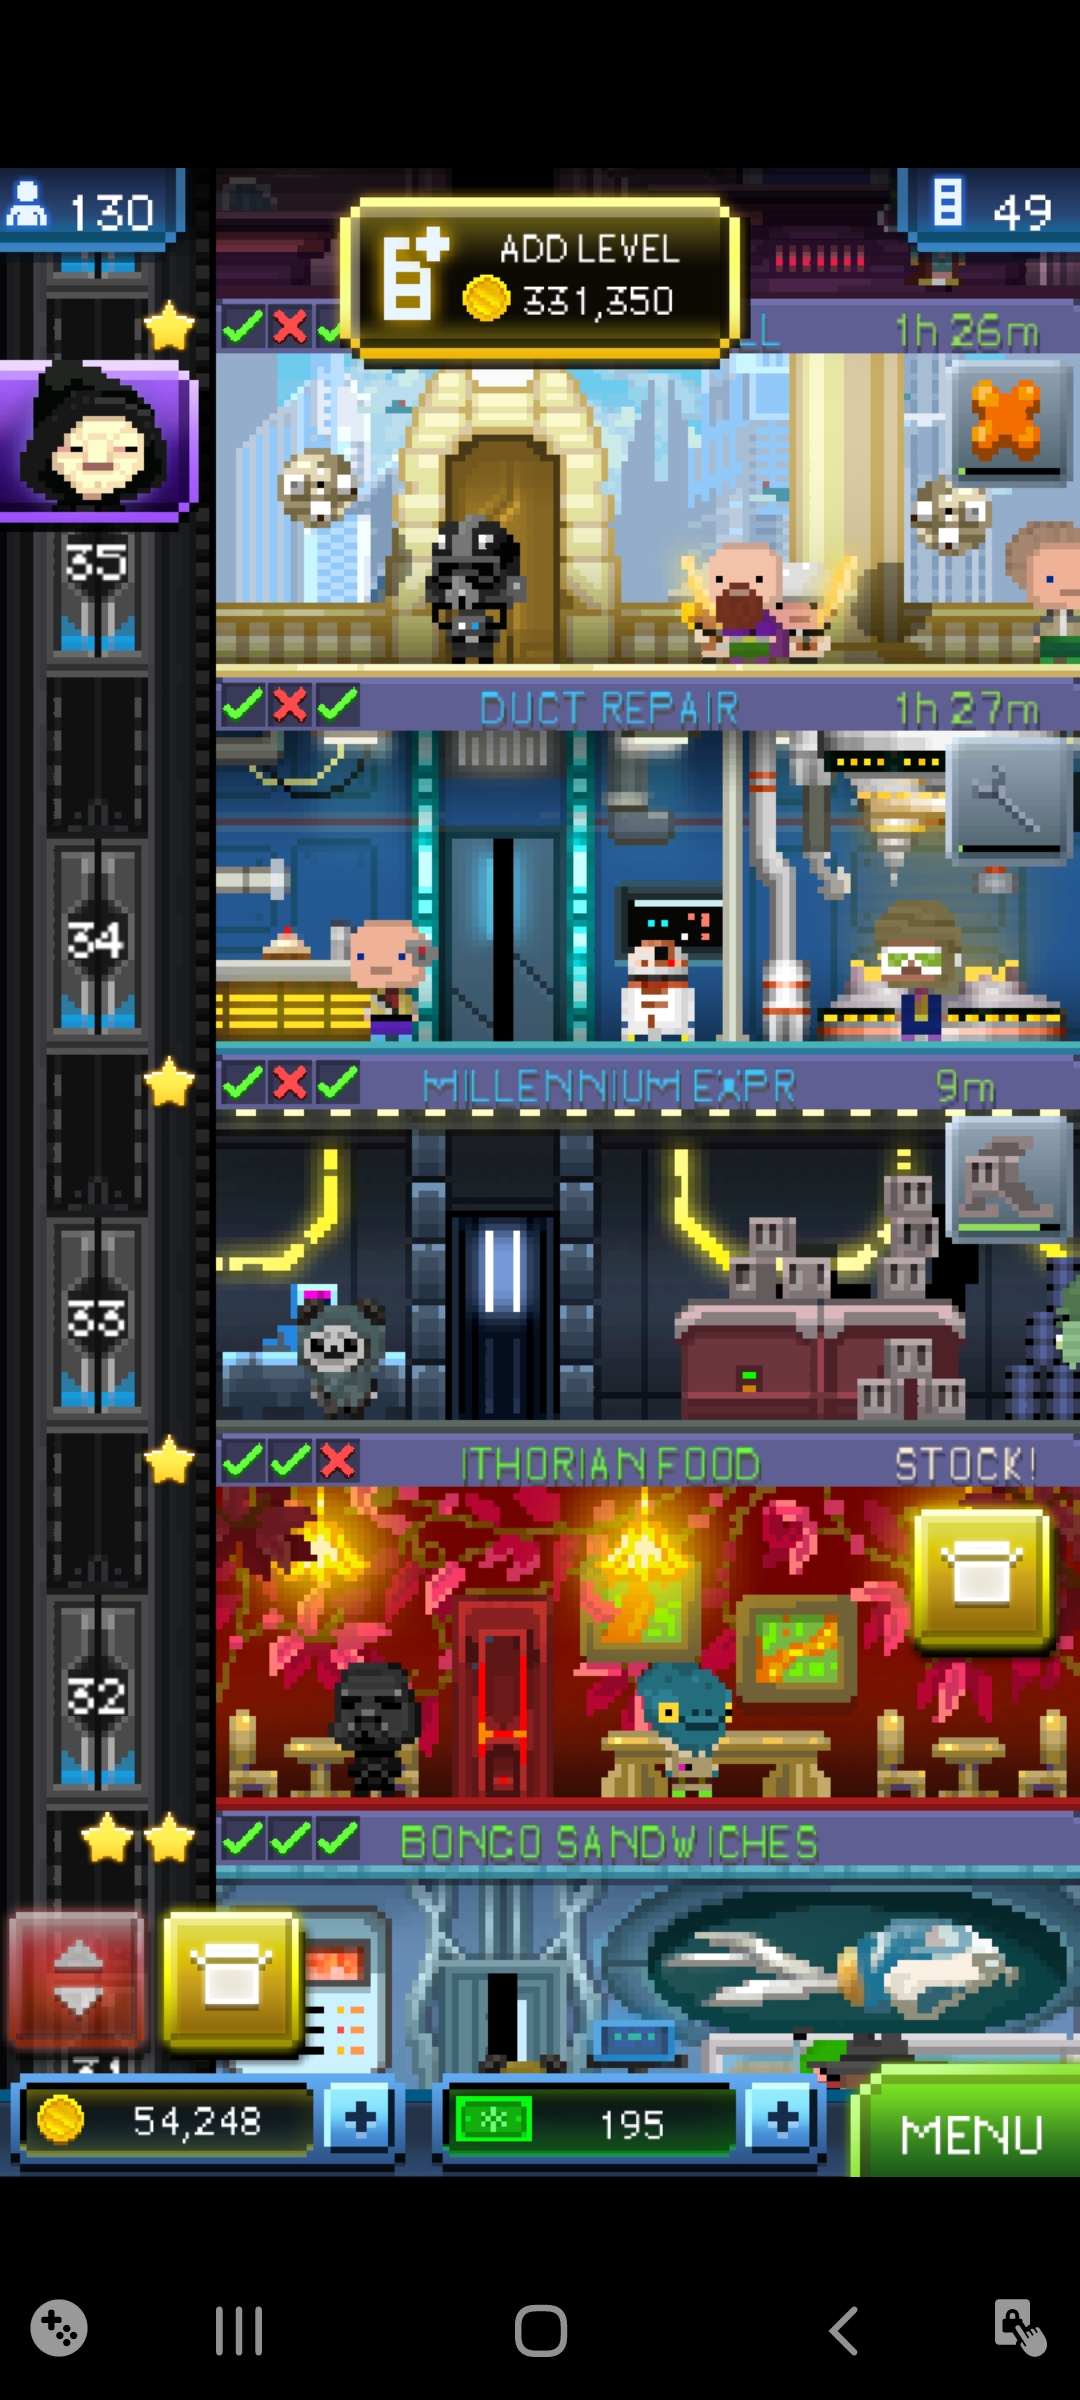 130
ADD LEVEL
331,350
49
LL 1h 26m
35
DUCT REPAIR 1h 27m
34
MILLENNIUM EXPR 9m
33
ITHORIAN FOOD STOCK!
32
BONGO SANDWICHES
31
54,248
195
MENU